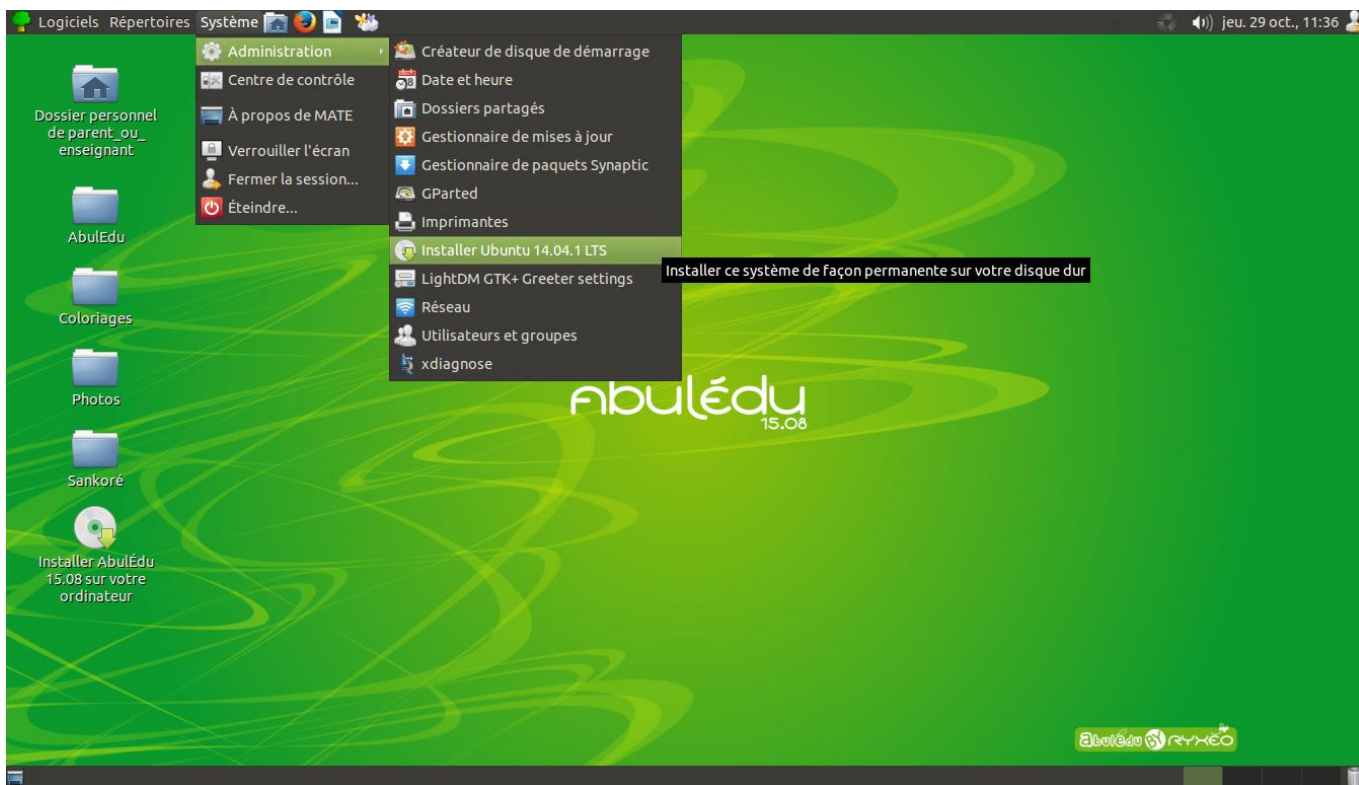 Logiciels Répertoires Système
jeu. 29 oct., 11:36
Administration
Centre de contrôle
À propos de MATE
Verrouiller l'écran
Fermer la session...
Éteindre...
Créateur de disque de démarrage
Date et heure
Dossiers partagés
Gestionnaire de mises à jour
Gestionnaire de paquets Synaptic
GParted
Imprimantes
Installer Ubuntu 14.04.1 LTS
LightDM GTK+ Greeter settings
Réseau
Utilisateurs et groupes
xdiagnose
Installer ce système de façon permanente sur votre disque dur
Dossier personnel
de parent_ou_
enseignant
AbulEdu
Coloriages
Photos
Sankoré
Installer AbulÉdu
15.08 sur votre
ordinateur
abulédu
15.08
abulédu RYXÉO